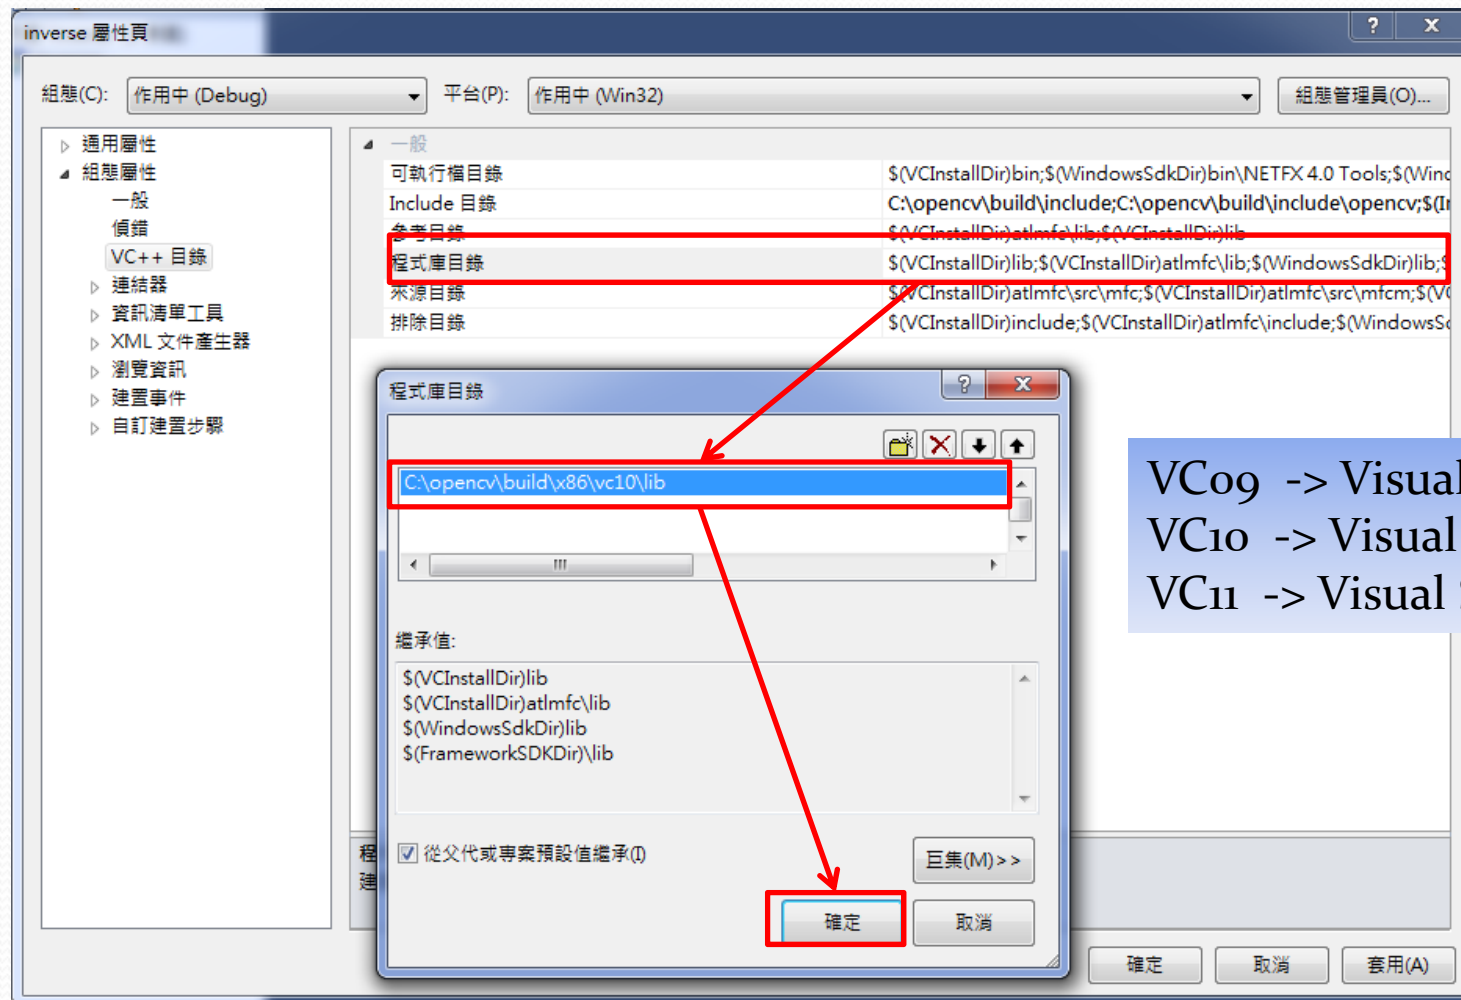 inverse 屬性頁
組態(C): 作用中 (Debug) 平台(P): 作用中 (Win32) 組態管理員(O)...
通用屬性
組態屬性
一般
偵錯
VC++ 目錄
連結器
資訊清單工具
XML 文件產生器
瀏覽資訊
建置事件
自訂建置步驟
一般
可執行檔目錄 $(VCInstallDir)bin;$(WindowsSdkDir)bin\NETFX 4.0 Tools;$(Wind
Include 目錄 C:\opencv\build\include;C:\opencv\build\include\opencv;$(I
參考目錄 $(VCInstallDir)atlmfc\lib;$(VCInstallDir)lib
程式庫目錄 $(VCInstallDir)lib;$(VCInstallDir)atlmfc\lib;$(WindowsSdkDir)lib;$
來源目錄 $(VCInstallDir)atlmfc\src\mfc;$(VCInstallDir)atlmfc\src\mfcm;$(V
排除目錄 $(VCInstallDir)include;$(VCInstallDir)atlmfc\include;$(WindowsS
程式庫目錄
C:\opencv\build\x86\vc10\lib
繼承值:
$(VCInstallDir)lib
$(VCInstallDir)atlmfc\lib
$(WindowsSdkDir)lib
$(FrameworkSDKDir)\lib
從父代或專案預設值繼承(I)
巨集(M)>>
確定 取消
VC09 -> Visual
VC10 -> Visual
VC11 -> Visual
程
建
確定 取消 套用(A)